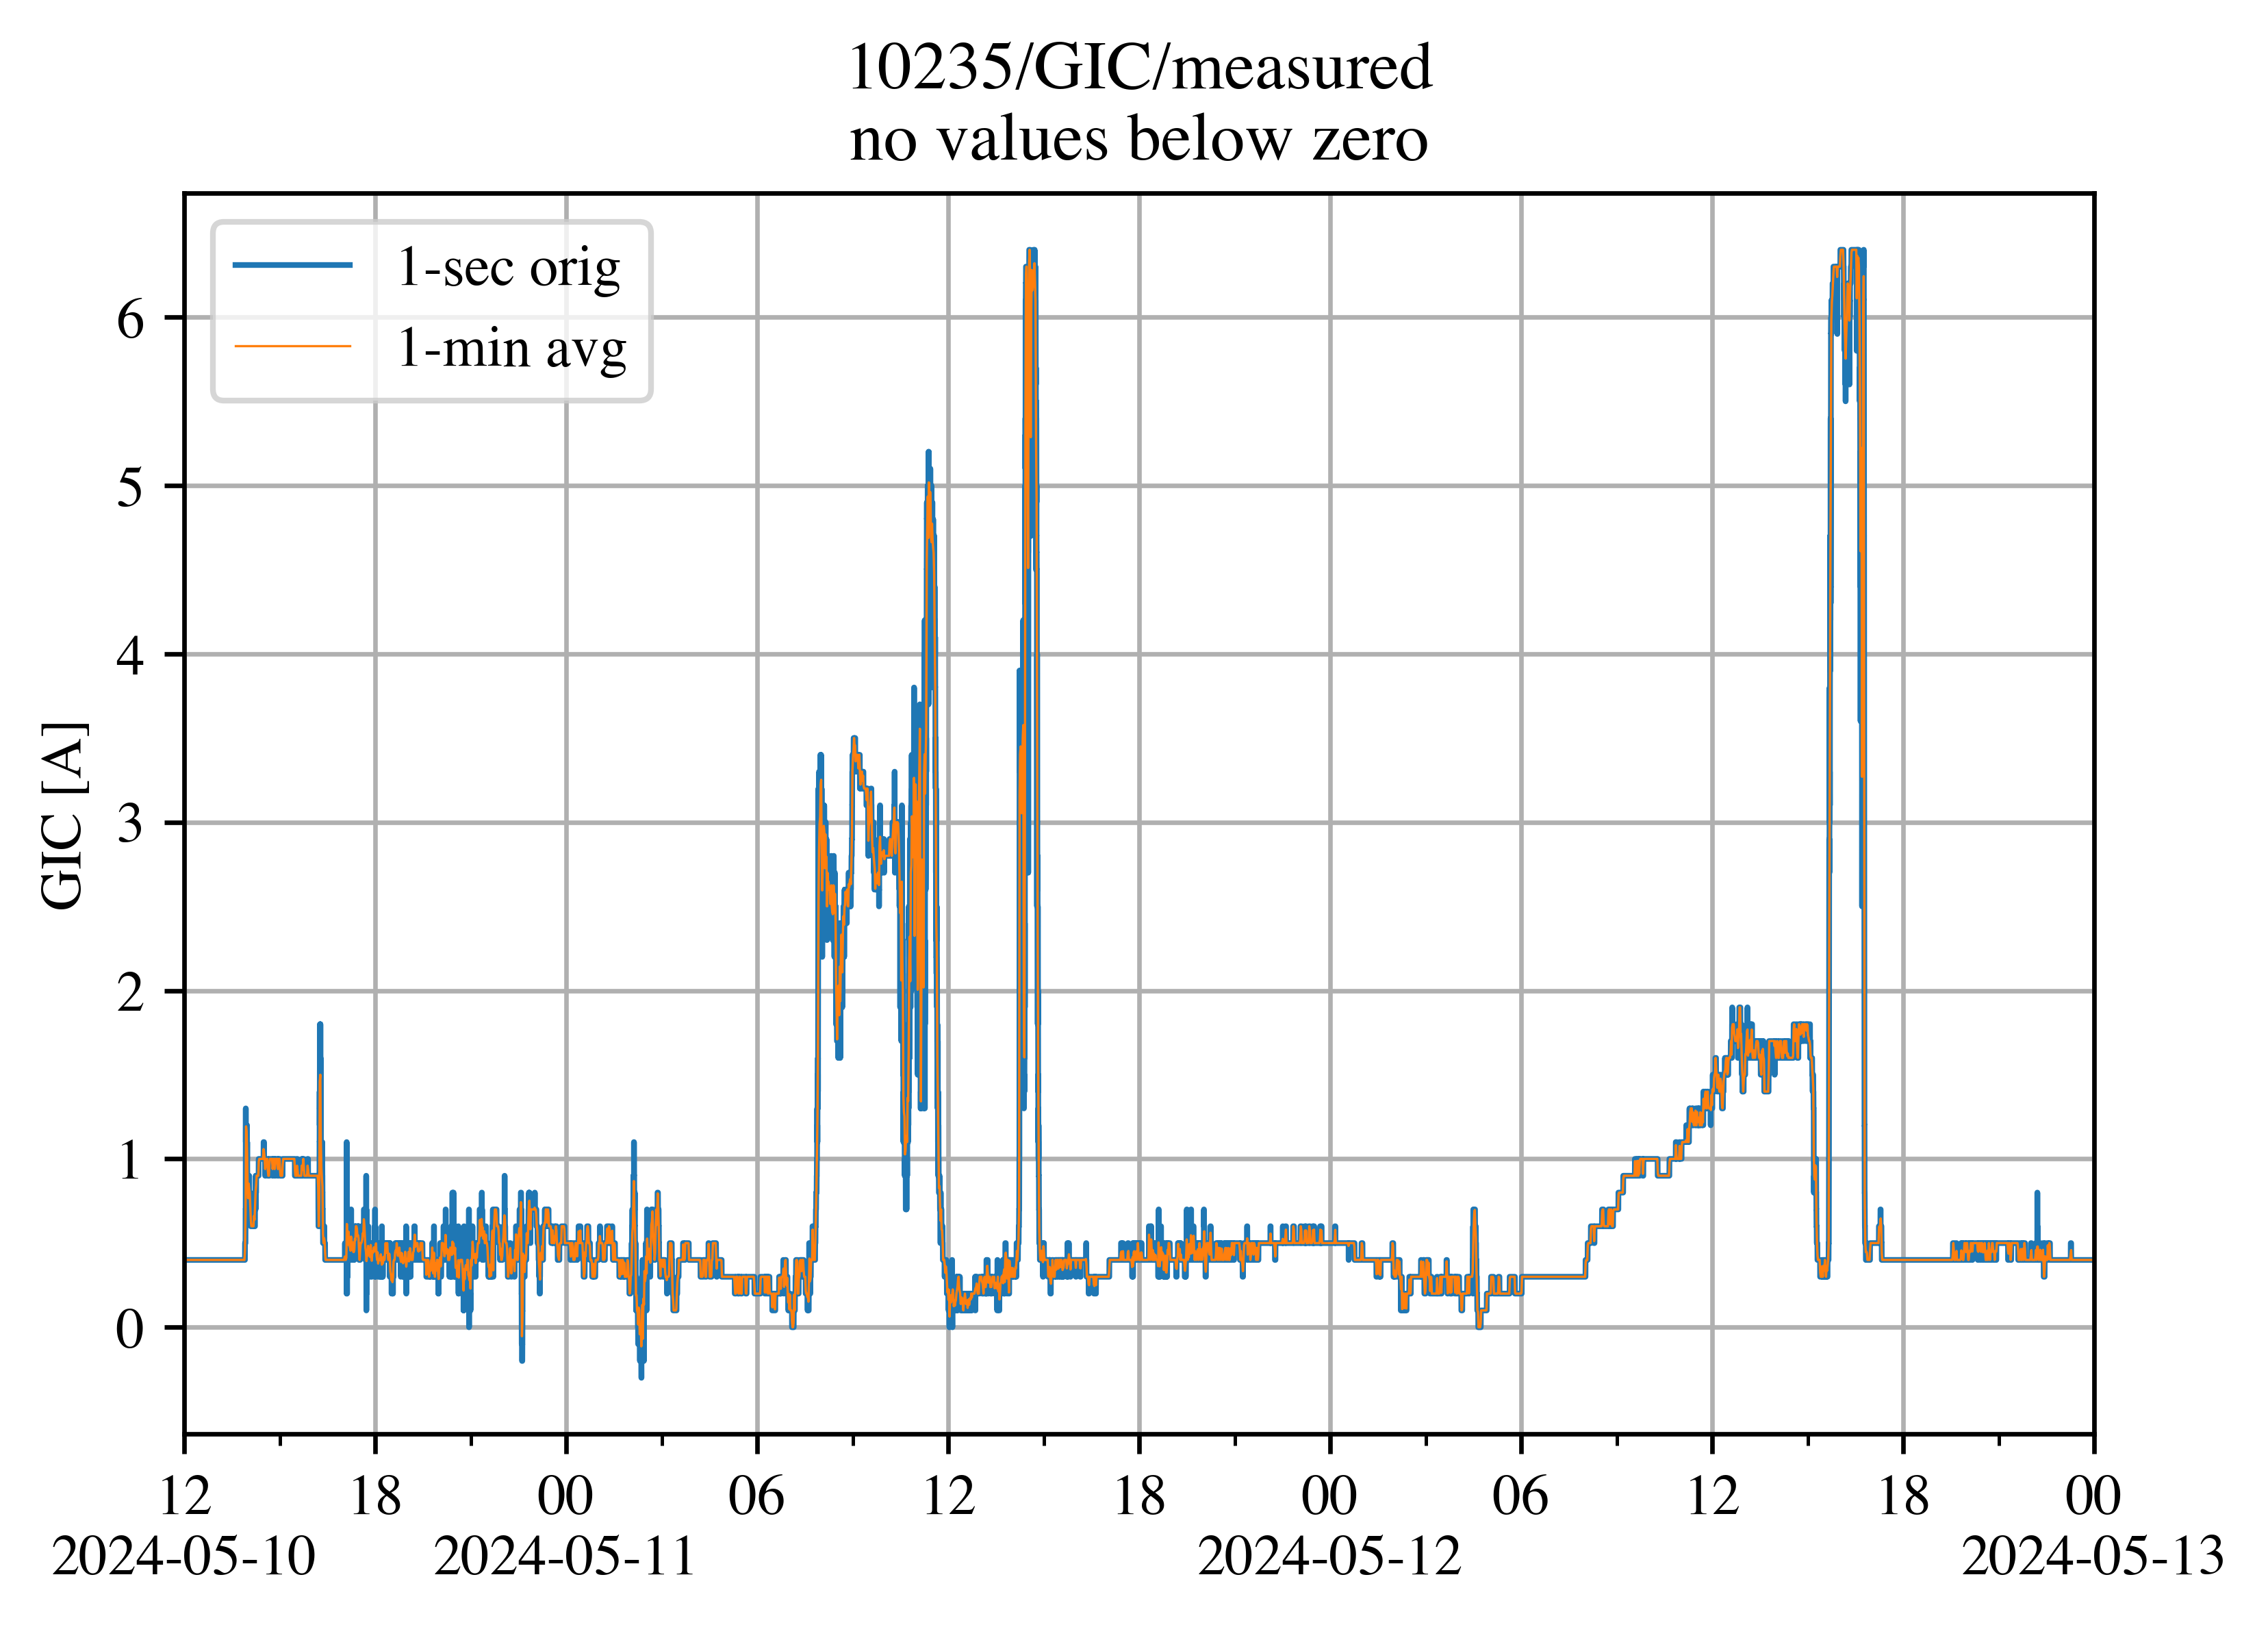 10235/GIC/measured
no values below zero
1-sec orig
1-min avg
GIC [A]
6
5
4
3
2
1
0
12 18 00 06 12 18 00 06 12 18 00
2024-05-10 2024-05-11 2024-05-12 2024-05-13